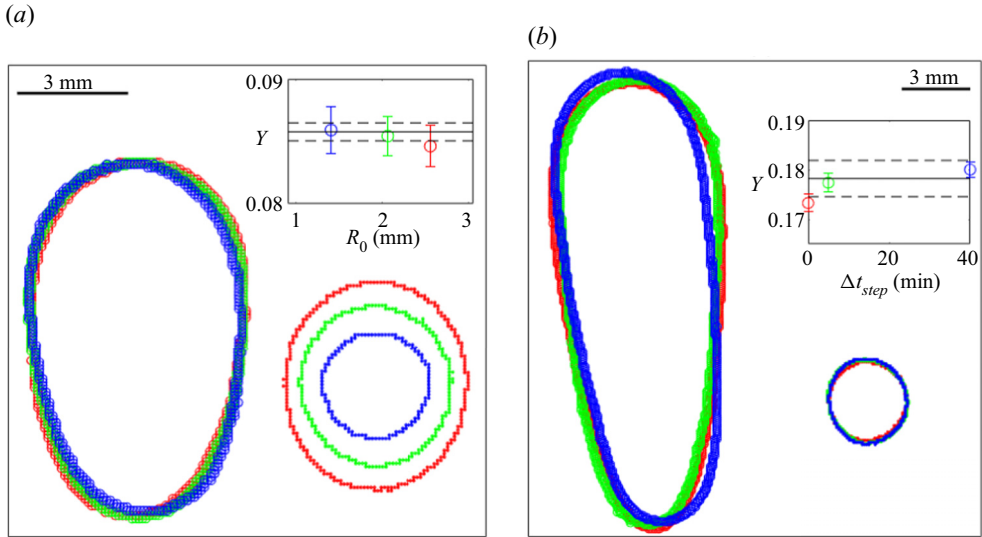 (a)
(b)
3 mm
0.09
Y
0.08
1 2 3
R0 (mm)
3 mm
0.19
0.18
Y
0.17
0 20 40
Δtstep (min)